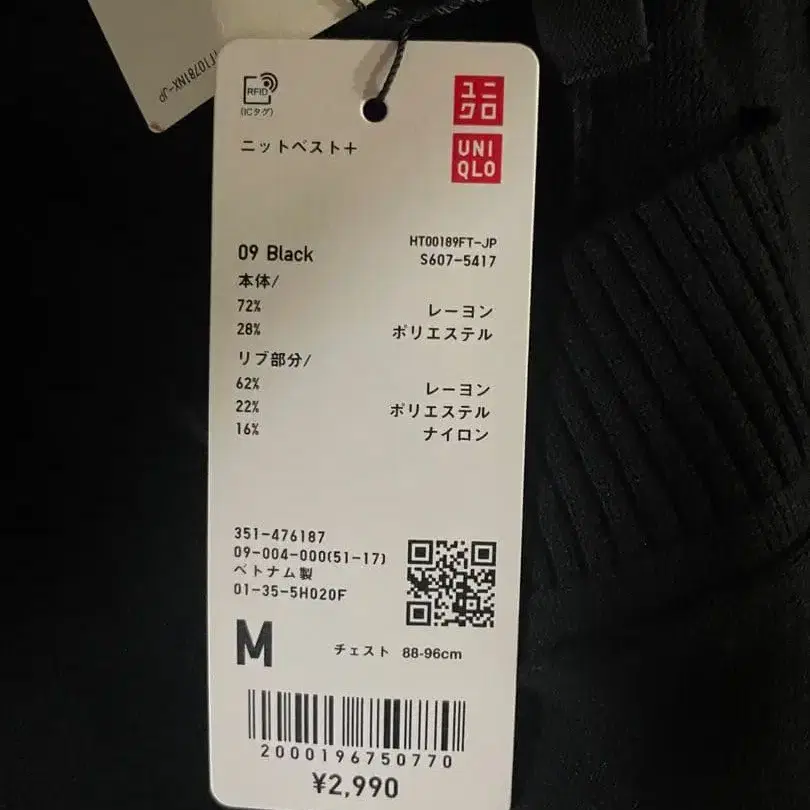 F10781NX-JP
RFID
(ICタグ)
ユニ
クロ
ニットベスト＋
UNI
QLO
HT00189FT-JP
09 Black
S607-5417
本体/
72% レーヨン
28% ポリエステル
リブ部分/
62% レーヨン
22% ポリエステル
16% ナイロン
351-476187
09-004-000(51-17)
ベトナム製
01-35-5H020F
M チェスト 88-96cm
2000196750770
¥2,990